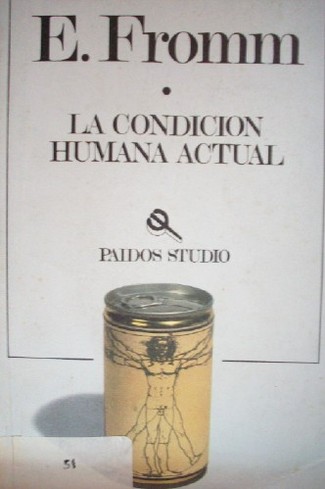 E. Fromm
LA CONDICION
HUMANA ACTUAL
PAIDOS STUDIO
51